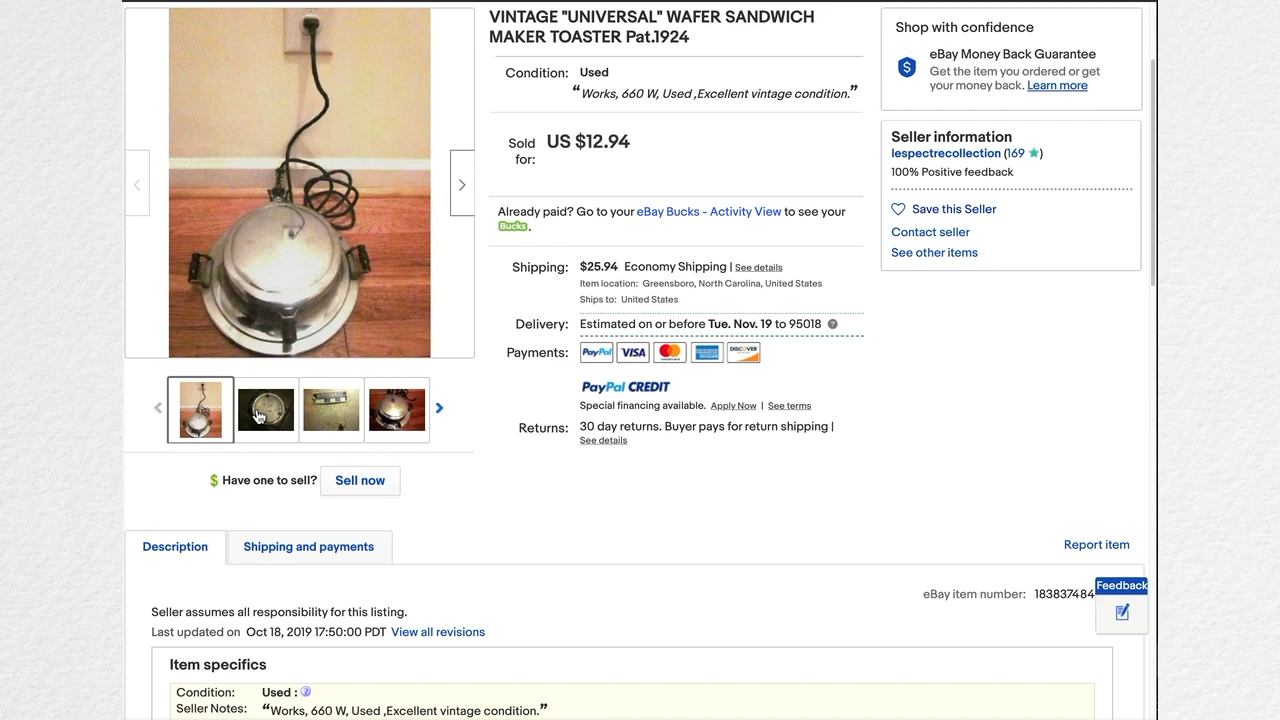 VINTAGE "UNIVERSAL" WAFER SANDWICH
MAKER TOASTER Pat.1924
Condition: Used
“Works, 660 W, Used ,Excellent vintage condition.”
Sold for: US $12.94
Already paid? Go to your eBay Bucks - Activity View to see your
Bucks.
Shipping: $25.94 Economy Shipping | See details
Item location: Greensboro, North Carolina, United States
Ships to: United States
Delivery: Estimated on or before Tue. Nov. 19 to 95018
Payments: PayPal VISA MasterCard AMERICAN EXPRESS DISCOVER
PayPal CREDIT
Special financing available. Apply Now | See terms
Returns: 30 day returns. Buyer pays for return shipping |
See details
Shop with confidence
eBay Money Back Guarantee
Get the item you ordered or get
your money back. Learn more
Seller information
lespectrecollection (169)
100% Positive feedback
Save this Seller
Contact seller
See other items
Have one to sell? Sell now
Description
Shipping and payments
Report item
eBay item number: 183837484
Feedback
Seller assumes all responsibility for this listing.
Last updated on Oct 18, 2019 17:50:00 PDT View all revisions
Item specifics
Condition: Used :
Seller Notes: “Works, 660 W, Used ,Excellent vintage condition.”